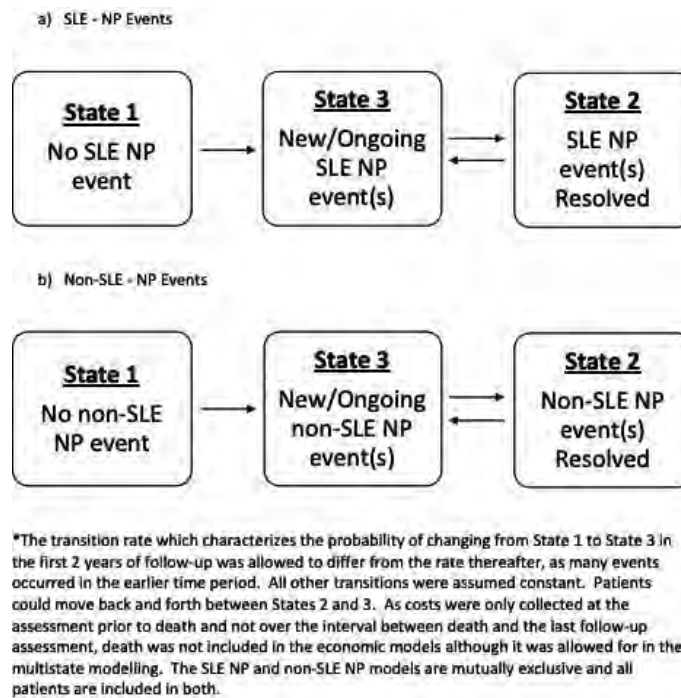 a) SLE - NP Events
State 1
No SLE NP
event
State 3
New/Ongoing
SLE NP
event(s)
State 2
SLE NP
event(s)
Resolved
b) Non-SLE - NP Events
State 1
No non-SLE
NP event
State 3
New/Ongoing
non-SLE NP
event(s)
State 2
Non-SLE NP
event(s)
Resolved
*The transition rate which characterizes the probability of changing from State 1 to State 3 in
the first 2 years of follow-up was allowed to differ from the rate thereafter, as many events
occurred in the earlier time period. All other transitions were assumed constant. Patients
could move back and forth between States 2 and 3. As costs were only collected at the
assessment prior to death and not over the interval between death and the last follow-up
assessment, death was not included in the economic models although it was allowed for in the
multistate modelling. The SLE NP and non-SLE NP models are mutually exclusive and all
patients are included in both.